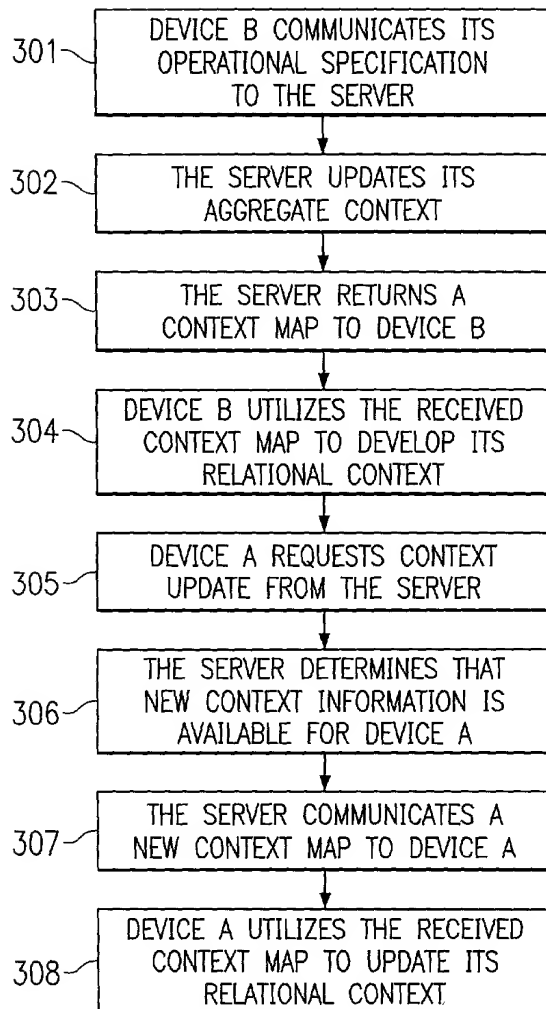 301
DEVICE B COMMUNICATES ITS
OPERATIONAL SPECIFICATION
TO THE SERVER
302
THE SERVER UPDATES ITS
AGGREGATE CONTEXT
303
THE SERVER RETURNS A
CONTEXT MAP TO DEVICE B
304
DEVICE B UTILIZES THE RECEIVED
CONTEXT MAP TO DEVELOP ITS
RELATIONAL CONTEXT
305
DEVICE A REQUESTS CONTEXT
UPDATE FROM THE SERVER
306
THE SERVER DETERMINES THAT
NEW CONTEXT INFORMATION IS
AVAILABLE FOR DEVICE A
307
THE SERVER COMMUNICATES A
NEW CONTEXT MAP TO DEVICE A
308
DEVICE A UTILIZES THE RECEIVED
CONTEXT MAP TO UPDATE ITS
RELATIONAL CONTEXT